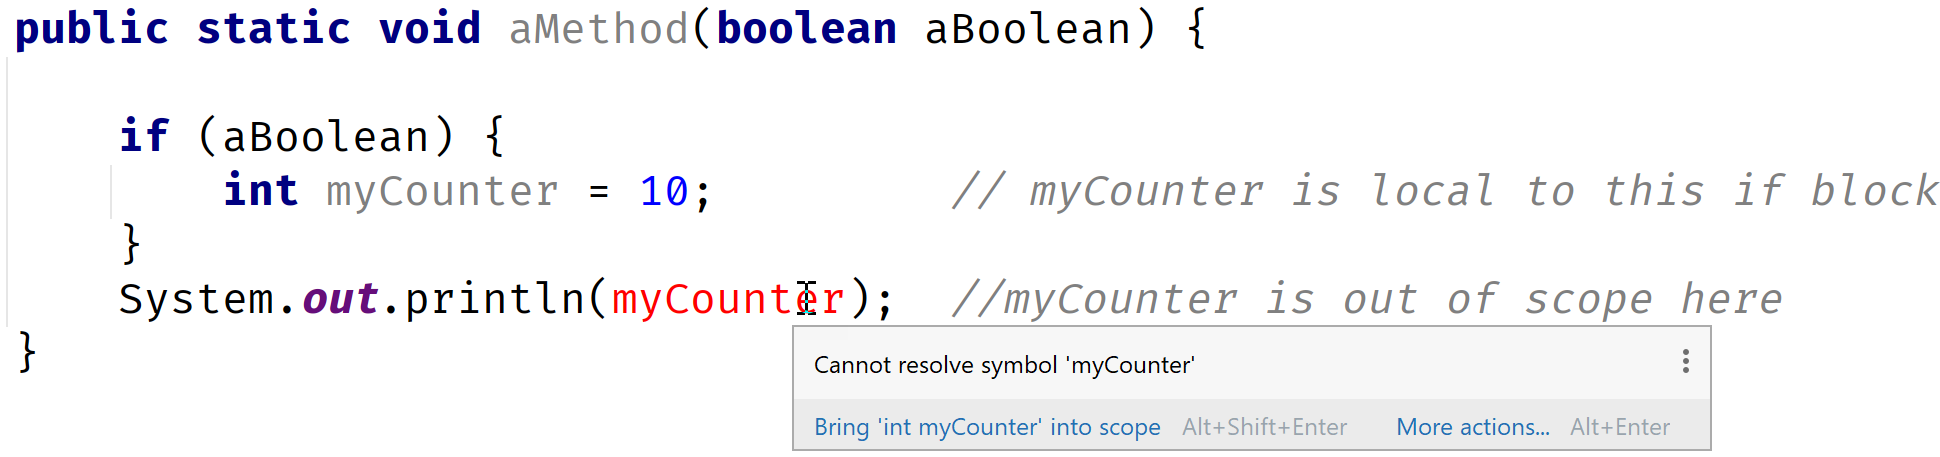 public static void aMethod(boolean aBoolean) {
if (aBoolean) {
int myCounter = 10; // myCounter is local to this if block
}
System.out.println(myCounter); //myCounter is out of scope here
}
Cannot resolve symbol 'myCounter'
Bring 'int myCounter' into scope Alt+Shift+Enter More actions... Alt+Enter